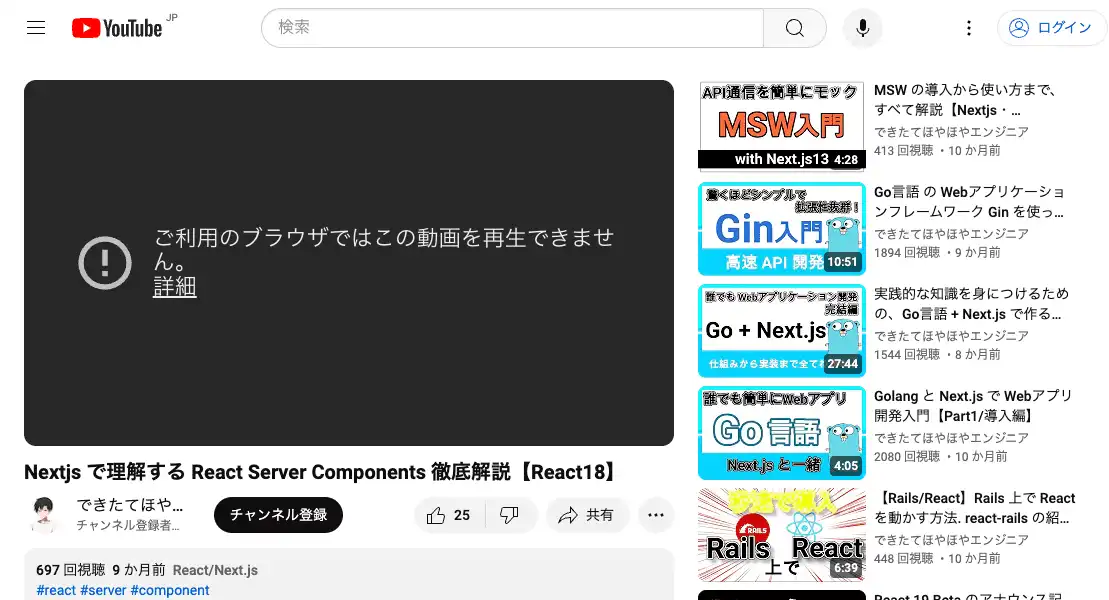 YouTube JP
検索
ログイン
ご利用のブラウザではこの動画を再生できませ
ん。
詳細
Nextjs で理解する React Server Components 徹底解説【React18】
できたてほや...
チャンネル登録者...
チャンネル登録
25
共有
697 回視聴 9 か月前 React/Next.js
#react #server #component
API通信を簡単にモック
MSW入門
with Next.js13
4:28
MSW の導入から使い方まで、
すべて解説【Nextjs・...
できたてほやほやエンジニア
413 回視聴 ・10 か月前
驚くほどシンプルで
拡張性抜群！
Gin入門
高速 API 開発
10:51
Go言語 の Webアプリケーショ
ンフレームワーク Gin を使っ...
できたてほやほやエンジニア
1894 回視聴 ・9 か月前
誰でも Webアプリケーション開発
完結編
Go + Next.js
仕組みから実装まで全て
27:44
実践的な知識を身につけるため
の、Go言語 + Next.js で作る...
できたてほやほやエンジニア
1544 回視聴 ・8 か月前
誰でも簡単にWebアプリ
Go 言語
Next.js と一緒
4:05
Golang と Next.js で Webアプリ
開発入門【Part1/導入編】
できたてほやほやエンジニア
2080 回視聴 ・10 か月前
RAILS
Rails 上で React
6:39
【Rails/React】Rails 上で React
を動かす方法. react-rails の紹...
できたてほやほやエンジニア
448 回視聴 ・10 か月前
React 19 Beta のアナウンス記